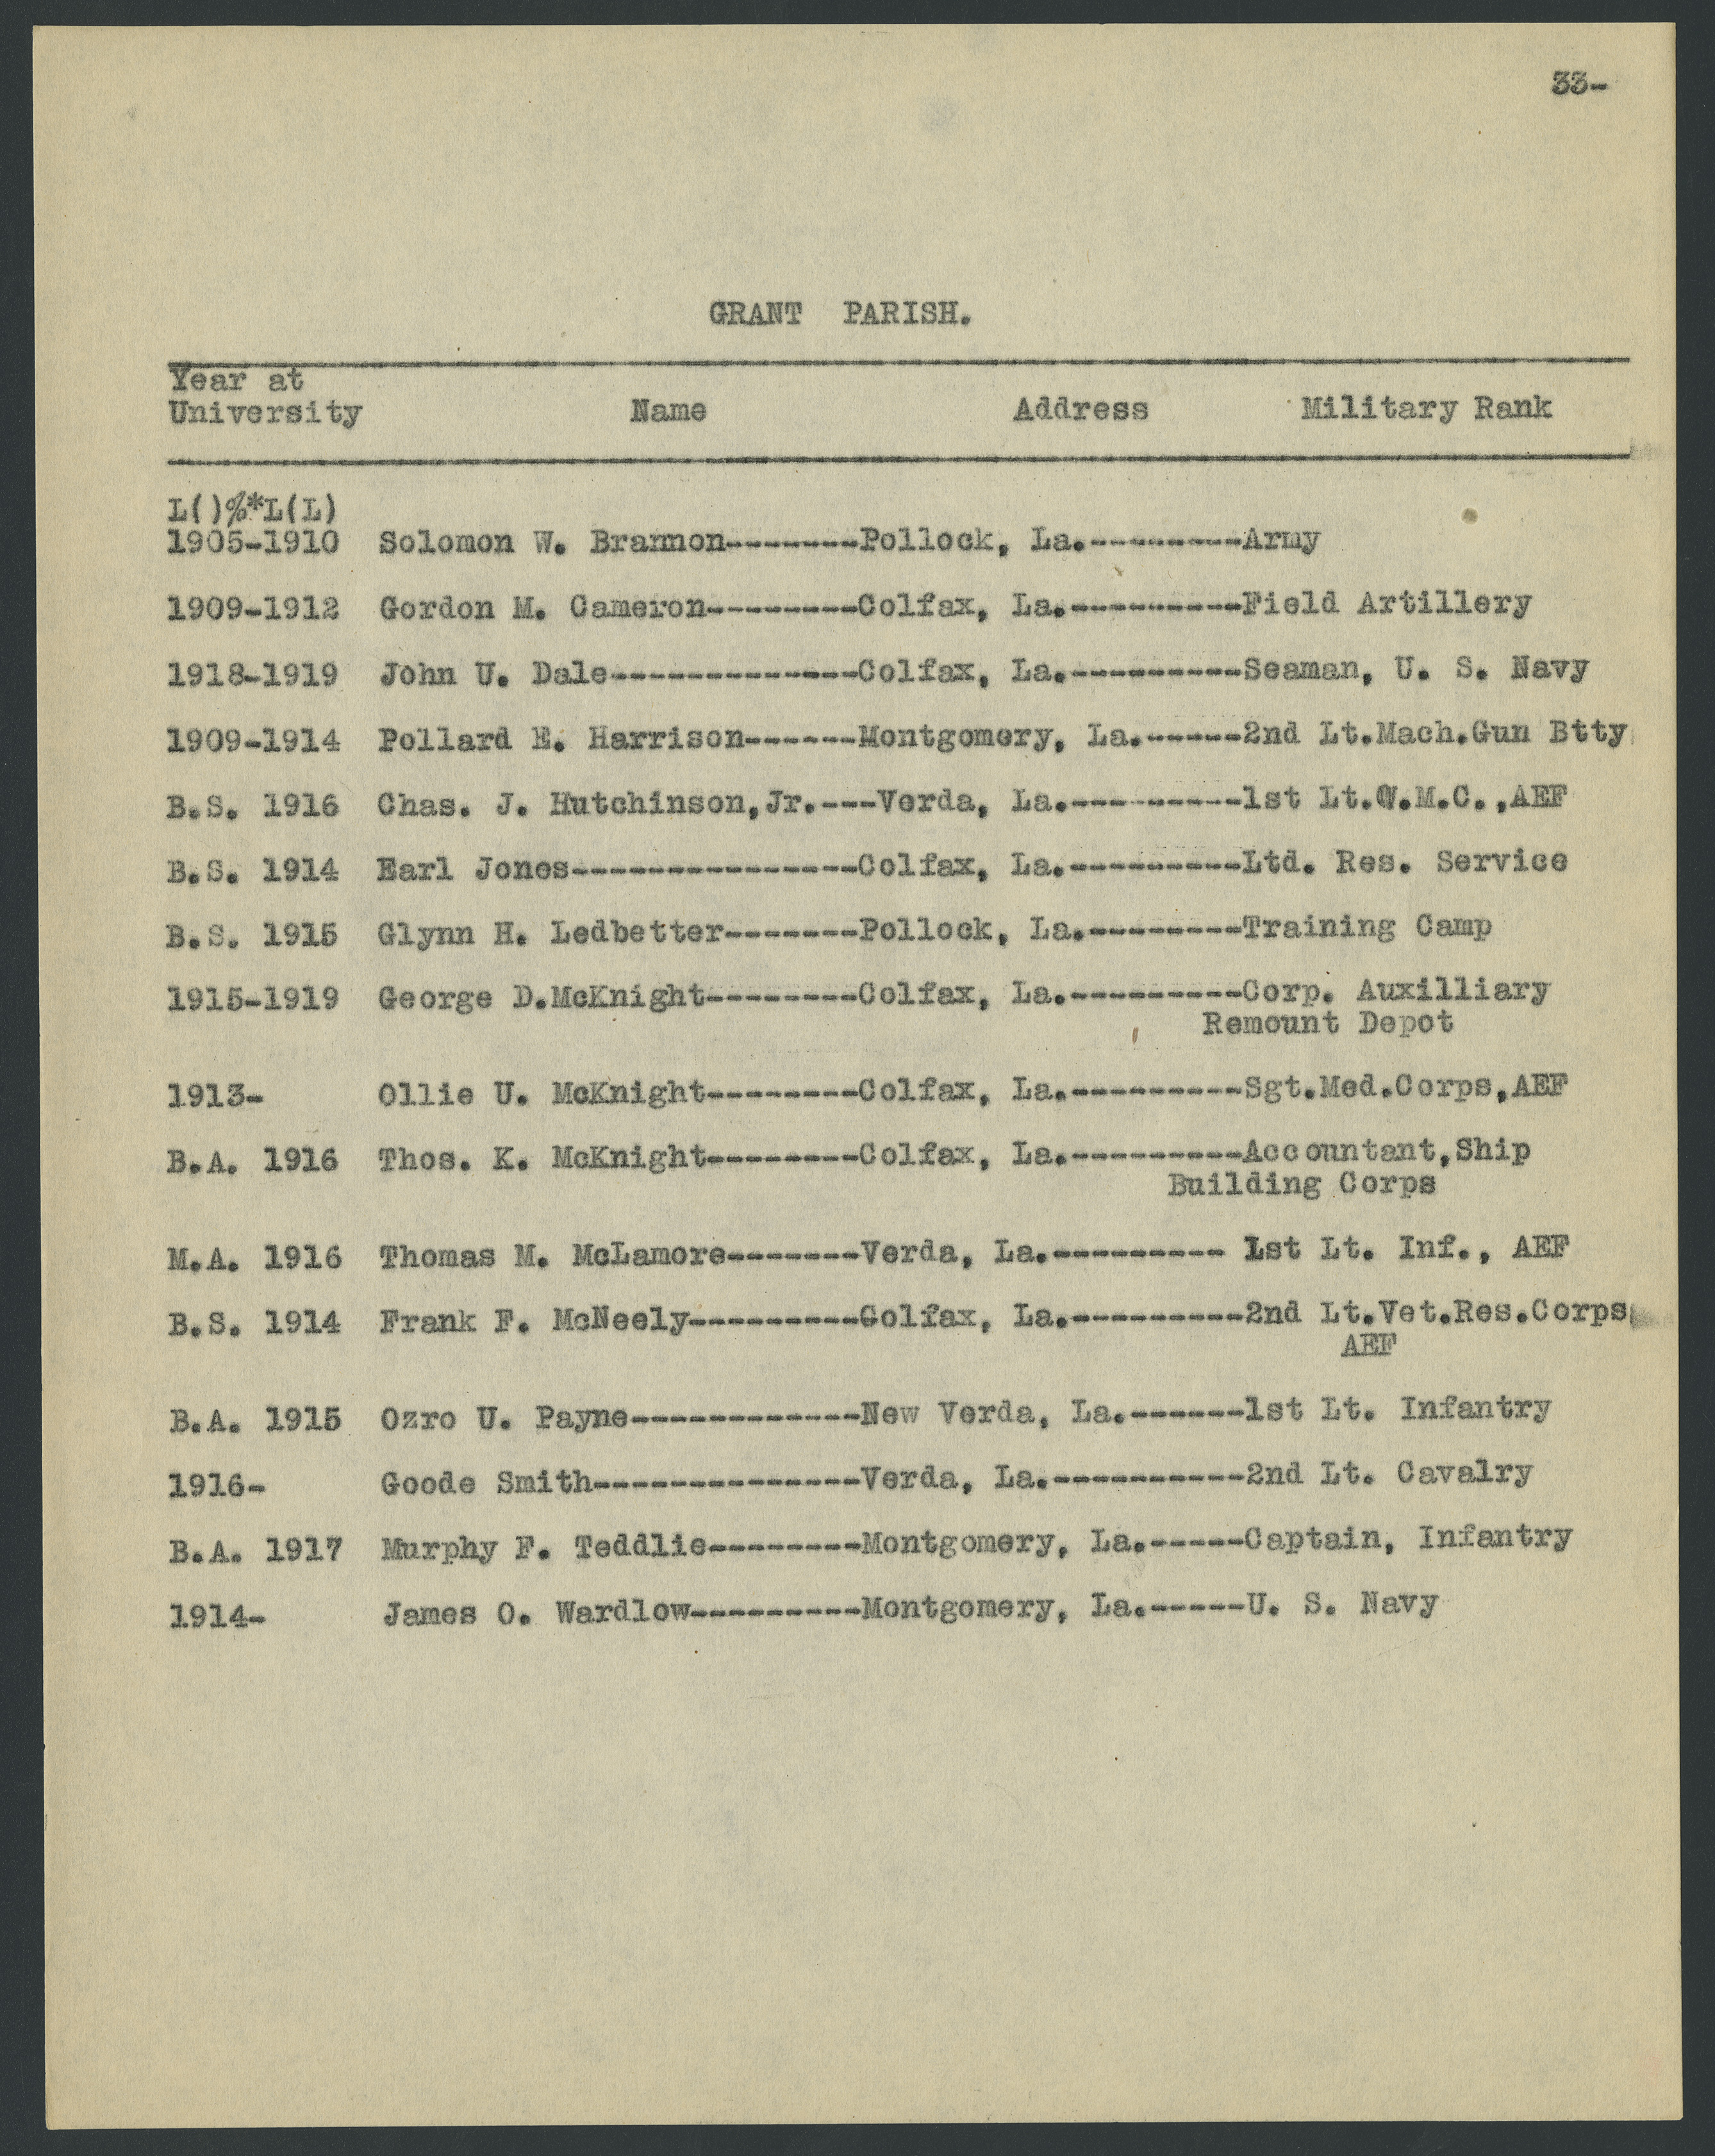 33-
GRANT PARISH.
Year at
University Name Address Military Rank
L()%*L(L)
1905-1910 Solomon W. Brannon-------Pollock, La.--------Army
1909-1912 Gordon M. Cameron--------Colfax, La.---------Field Artillery
1918-1919 John U. Dale-------------Colfax, La.---------Seaman, U. S. Navy
1909-1914 Pollard E. Harrison------Montgomery, La.-----2nd Lt.Mach.Gun Btty
B.S. 1916 Chas. J. Hutchinson,Jr.---Verda, La.---------1st Lt.Q.M.C.,AEF
B.S. 1914 Earl Jones---------------Colfax, La.---------Ltd. Res. Service
B.S. 1915 Glynn H. Ledbetter-------Pollock, La.--------Training Camp
1915-1919 George D.McKnight--------Colfax, La.---------Corp. Auxilliary
Remount Depot
1913- Ollie U. McKnight--------Colfax, La.---------Sgt.Med.Corps,AEF
B.A. 1916 Thos. K. McKnight--------Colfax, La.---------Accountant,Ship
Building Corps
M.A. 1916 Thomas M. McLamore-------Verda, La.--------- 1st Lt. Inf., AEF
B.S. 1914 Frank F. McNeely---------Colfax, La.---------2nd Lt.Vet.Res.Corps
AEF
B.A. 1915 Ozro U. Payne------------New Verda, La.------1st Lt. Infantry
1916- Goode Smith--------------Verda, La.----------2nd Lt. Cavalry
B.A. 1917 Murphy F. Teddlie--------Montgomery, La.-----Captain, Infantry
1914- James O. Wardlow---------Montgomery, La.-----U. S. Navy